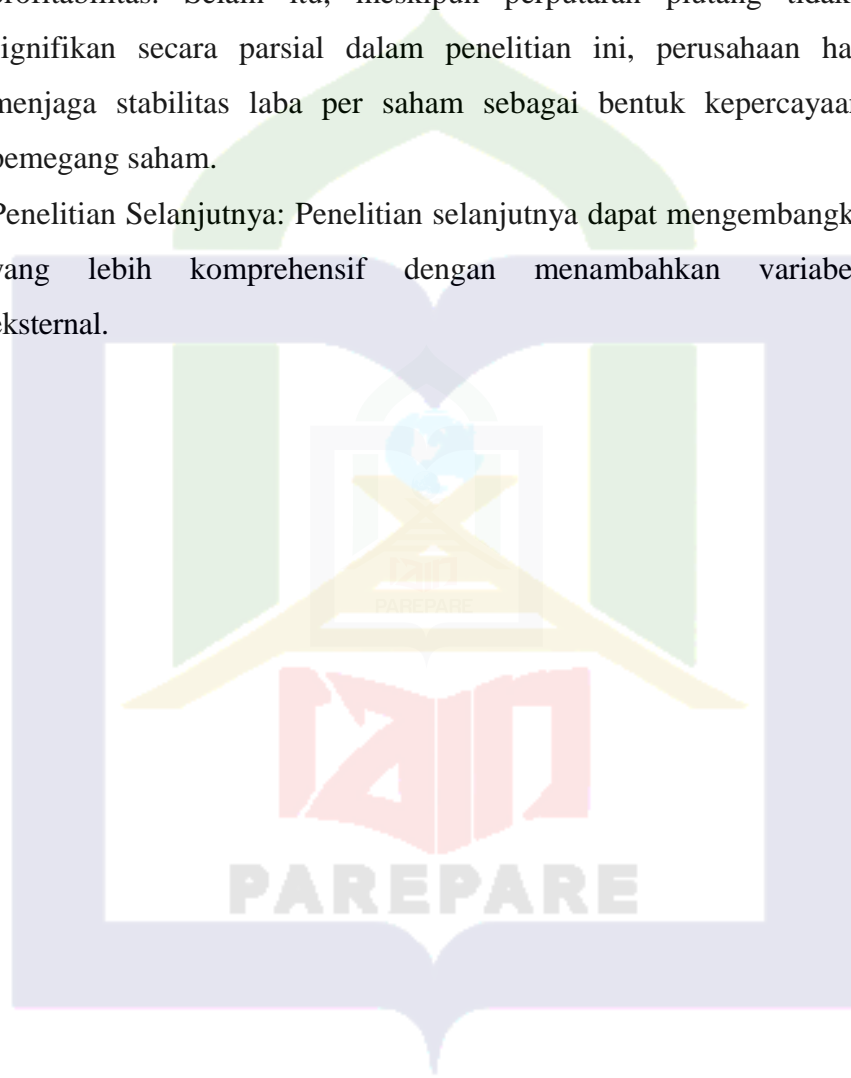 profitabilitas. Selain itu, meskipun perputaran piutang tidak
ignifikan secara parsial dalam penelitian ini, perusahaan ha
menjaga stabilitas laba per saham sebagai bentuk kepercayaan
pemegang saham.
Penelitian Selanjutnya: Penelitian selanjutnya dapat mengembangk
yang lebih komprehensif dengan menambahkan variabe
eksternal.
PAREPARE
iain
PAREPARE